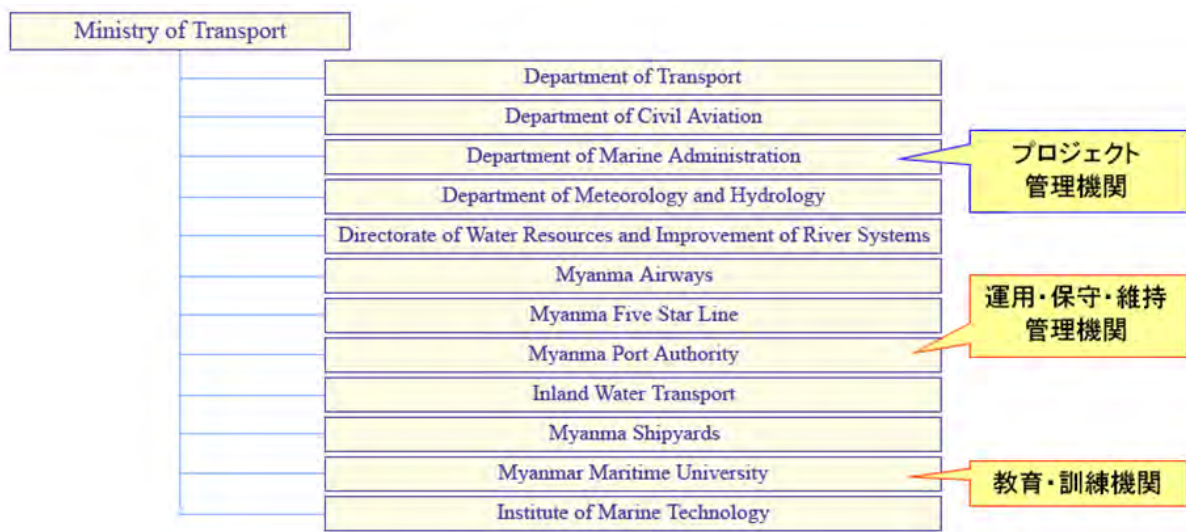 Ministry of Transport
Department of Transport
Department of Civil Aviation
Department of Marine Administration
プロジェクト
管理機関
Department of Meteorology and Hydrology
Directorate of Water Resources and Improvement of River Systems
Myanma Airways
Myanma Five Star Line
運用・保守・維持
管理機関
Myanma Port Authority
Inland Water Transport
Myanma Shipyards
Myanmar Maritime University
教育・訓練機関
Institute of Marine Technology